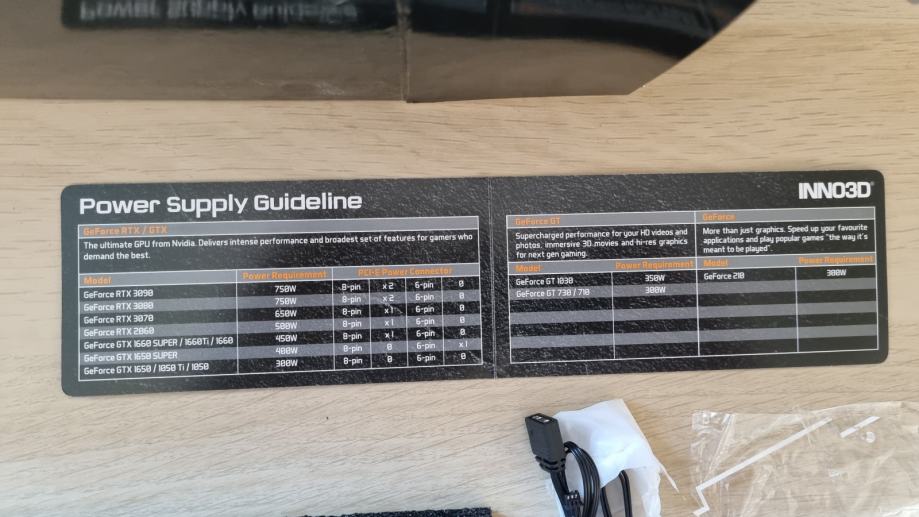 Power Supply Guideline
INNO3D
GeForce RTX / GTX
The ultimate GPU from Nvidia. Delivers intense performance and broadest set of features for gamers who
demand the best.
Model Power Requirement PCI-E Power Connector
GeForce RTX 3090 750W 8-pin x2 6-pin 0
GeForce RTX 3080 750W 8-pin x2 6-pin 0
GeForce RTX 3070 650W 8-pin x1 6-pin 0
GeForce RTX 2060 500W 8-pin x1 6-pin 0
GeForce GTX 1660 SUPER / 1660Ti / 1660 450W 8-pin x1 6-pin 0
GeForce GTX 1650 SUPER 400W 8-pin 0 6-pin x1
GeForce GTX 1650 / 1050 Ti / 1050 300W 8-pin 0 6-pin 0
GeForce GT
Supercharged performance for your HD videos and
photos, immersive 3D movies and hi-res graphics
for next gen gaming.
Model Power Requirement
GeForce GT 1030 350W
GeForce GT 730 / 710 300W
GeForce
More than just graphics. Speed up your favourite
applications and play popular games "the way it's
meant to be played".
Model Power Requirement
GeForce 210 300W